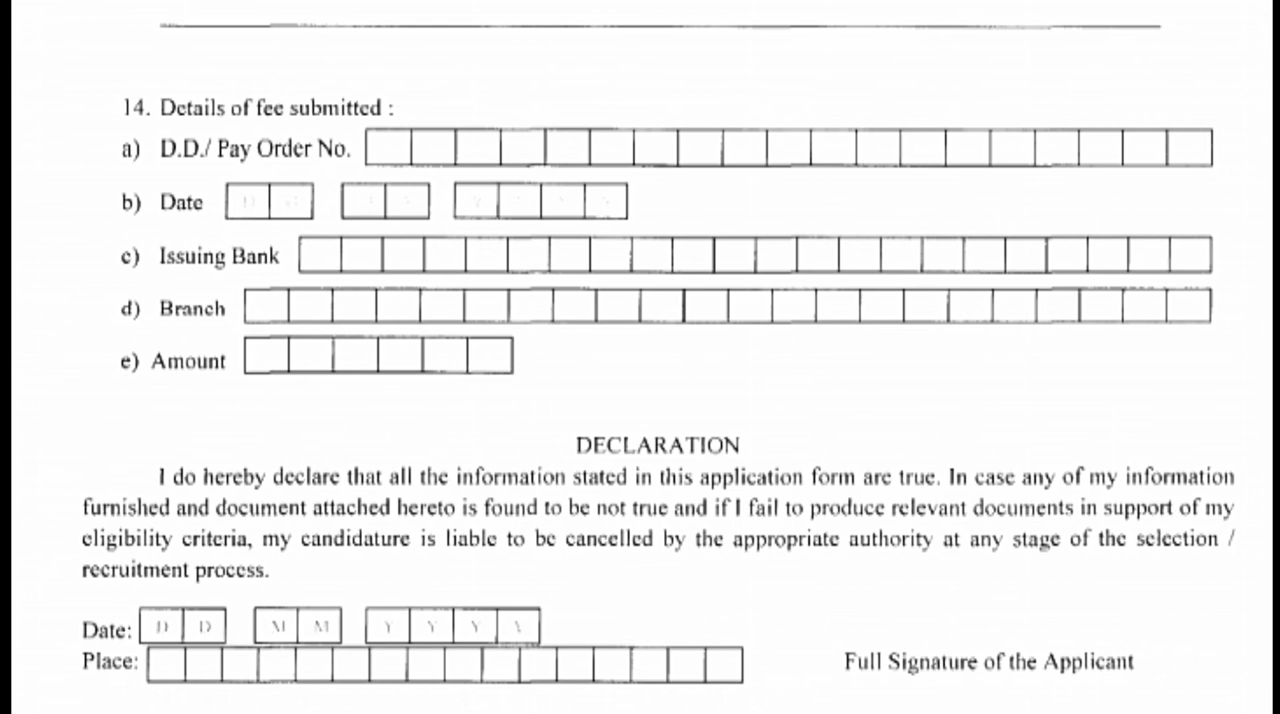 14. Details of fee submitted :
a) D.D./ Pay Order No.
b) Date
c) Issuing Bank
d) Branch
e) Amount
DECLARATION
I do hereby declare that all the information stated in this application form are true. In case any of my information
furnished and document attached hereto is found to be not true and if I fail to produce relevant documents in support of my
eligibility criteria, my candidature is liable to be cancelled by the appropriate authority at any stage of the selection /
recruitment process.
Date: D D M M Y Y Y Y
Place:
Full Signature of the Applicant